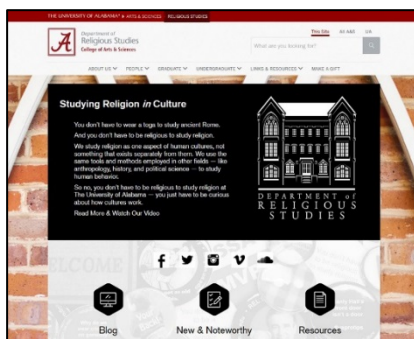 THE UNIVERSITY OF ALABAMA ARTS & SCIENCES RELIGIOUS STUDIES
This Site All A&S UA
A
Department of
Religious Studies
College of Arts & Sciences
What are you looking for?
ABOUT US PEOPLE GRADUATE UNDERGRADUATE LINKS & RESOURCES MAKE A GIFT
Studying Religion in Culture
You don't have to wear a toga to study ancient Rome.
And you don't have to be religious to study religion.
We study religion as one aspect of human cultures, not
something that exists separately from them. We use the
same tools and methods employed in other fields — like
anthropology, history, and political science — to study
human behavior.
So no, you don't have to be religious to study religion at
The University of Alabama — you just have to be curious
about how cultures work.
Read More & Watch Our Video
DEPARTMENT of
RELIGIOUS
STUDIES
WELCOME
Blog New & Noteworthy Resources